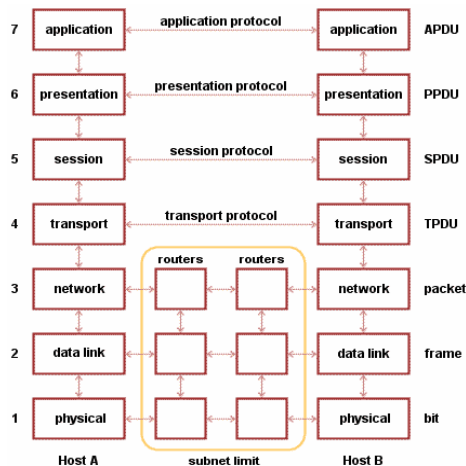 7 application application protocol application APDU
6 presentation presentation protocol presentation PPDU
5 session session protocol session SPDU
4 transport transport protocol transport TPDU
routers routers
3 network network packet
2 data link data link frame
1 physical physical bit
Host A subnet limit Host B